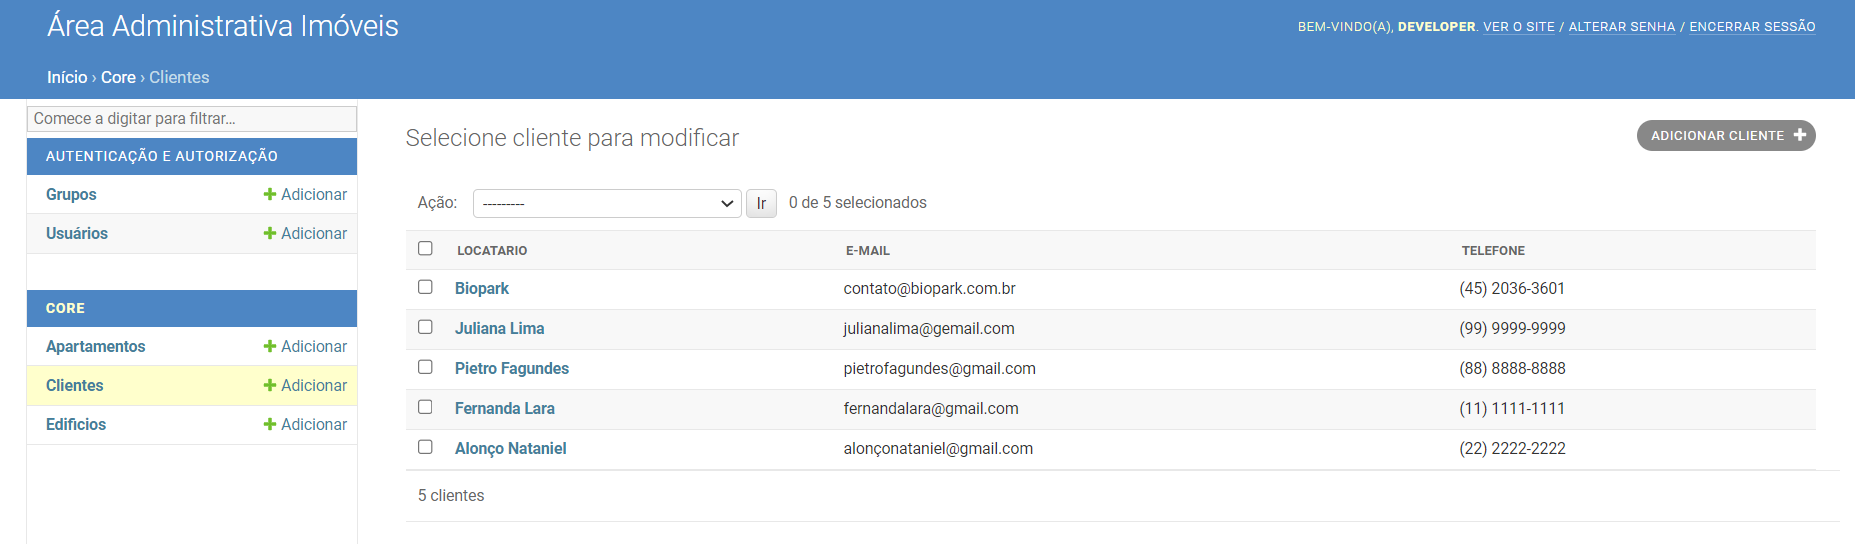 Área Administrativa Imóveis
BEM-VINDO(A), DEVELOPER. VER O SITE / ALTERAR SENHA / ENCERRAR SESSÃO
Início › Core › Clientes
Comece a digitar para filtrar...
AUTENTICAÇÃO E AUTORIZAÇÃO
Grupos Adicionar
Usuários Adicionar
CORE
Apartamentos Adicionar
Clientes Adicionar
Edificios Adicionar
Selecione cliente para modificar
ADICIONAR CLIENTE
Ação: --------- Ir 0 de 5 selecionados
LOCATARIO E-MAIL TELEFONE
Biopark contato@biopark.com.br (45) 2036-3601
Juliana Lima julianalima@gemail.com (99) 9999-9999
Pietro Fagundes pietrofagundes@gmail.com (88) 8888-8888
Fernanda Lara fernandalara@gmail.com (11) 1111-1111
Alonço Nataniel alonçonataniel@gmail.com (22) 2222-2222
5 clientes